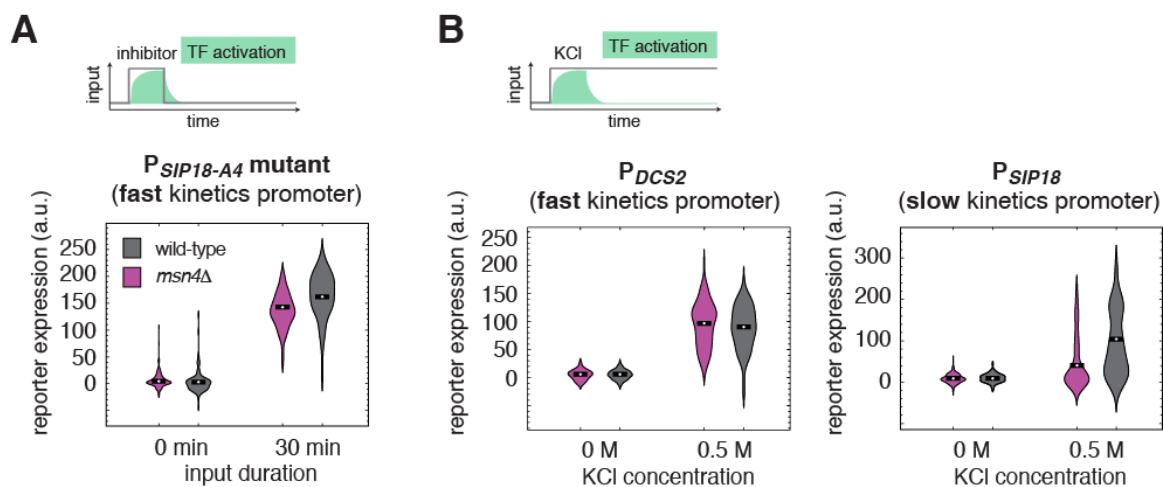 A
inhibitor
TF activation
input
time
P_SIP18-A4 mutant
(fast kinetics promoter)
reporter expression (a.u.)
250
200
150
100
50
0
wild-type
msn4Δ
0 min
30 min
input duration
B
KCl
TF activation
input
time
P_DCS2
(fast kinetics promoter)
reporter expression (a.u.)
250
200
150
100
50
0
0 M
0.5 M
KCl concentration
P_SIP18
(slow kinetics promoter)
reporter expression (a.u.)
300
200
100
0
0 M
0.5 M
KCl concentration